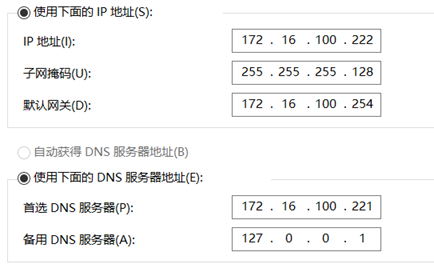 使用下面的 IP 地址(S):
IP 地址(I): 172 . 16 . 100 . 222
子网掩码(U): 255 . 255 . 255 . 128
默认网关(D): 172 . 16 . 100 . 254
自动获得 DNS 服务器地址(B)
使用下面的 DNS 服务器地址(E):
首选 DNS 服务器(P): 172 . 16 . 100 . 221
备用 DNS 服务器(A): 127 . 0 . 0 . 1